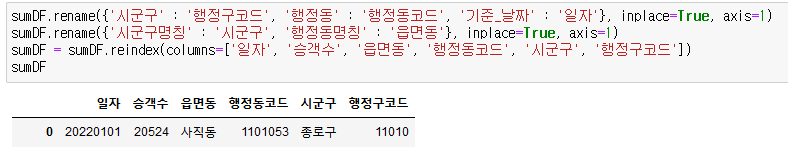 sumDF.rename({'시군구' : '행정구코드', '행정동' : '행정동코드', '기준_날짜' : '일자'}, inplace=True, axis=1)
sumDF.rename({'시군구명칭' : '시군구', '행정동명칭' : '읍면동'}, inplace=True, axis=1)
sumDF = sumDF.reindex(columns=['일자', '승객수', '읍면동', '행정동코드', '시군구', '행정구코드'])
sumDF
일자 승객수 읍면동 행정동코드 시군구 행정구코드
0 20220101 20524 사직동 1101053 종로구 11010